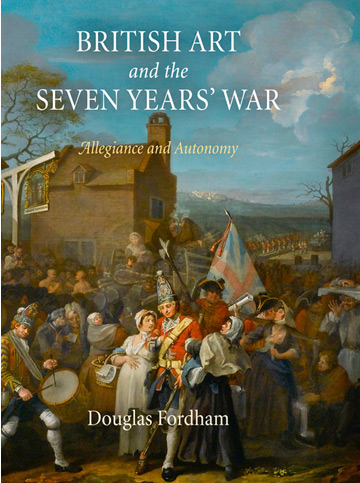 BRITISH ART
and the
SEVEN YEARS’ WAR
Allegiance and Autonomy
Douglas Fordham